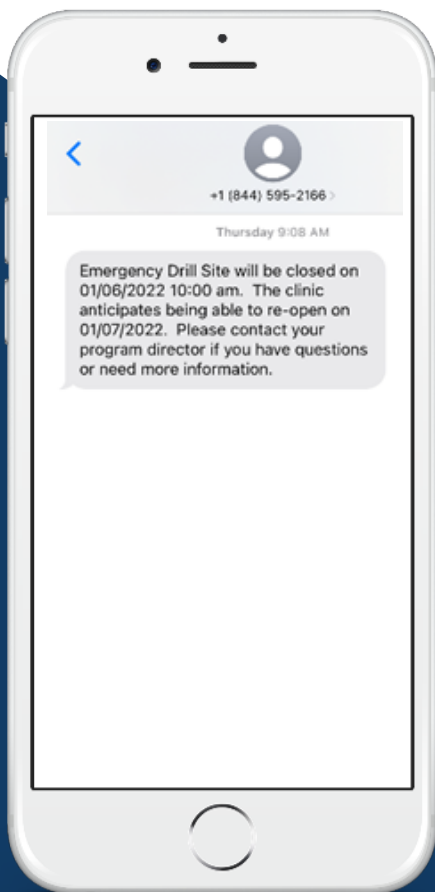 +1 (844) 595-2166 >
Thursday 9:08 AM
Emergency Drill Site will be closed on
01/06/2022 10:00 am.  The clinic
anticipates being able to re-open on
01/07/2022.  Please contact your
program director if you have questions
or need more information.